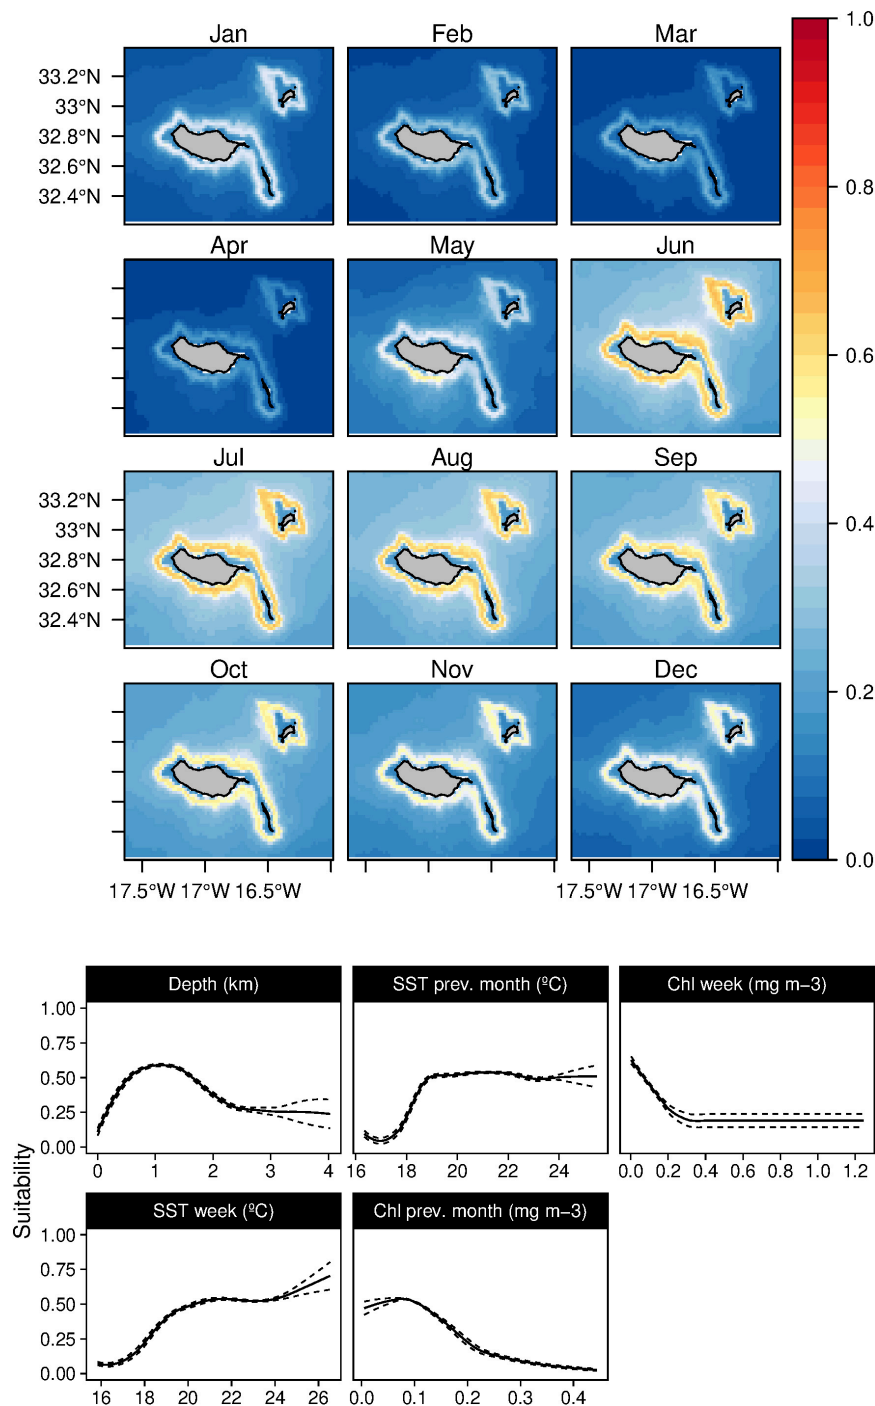 Jan Feb Mar
1.0
33.2°N
33°N
32.8°N
32.6°N
32.4°N
0.8
Apr May Jun
0.6
Jul Aug Sep
33.2°N
33°N
32.8°N
32.6°N
32.4°N
0.4
Oct Nov Dec
0.2
0.0
17.5°W 17°W 16.5°W 17.5°W 17°W 16.5°W
Depth (km) SST prev. month (ºC) Chl week (mg m−3)
1.00
0.75
0.50
0.25
0.00
0 1 2 3 4 16 18 20 22 24 0.0 0.2 0.4 0.6 0.8 1.0 1.2
Suitability
SST week (ºC) Chl prev. month (mg m−3)
1.00
0.75
0.50
0.25
0.00
16 18 20 22 24 26 0.0 0.1 0.2 0.3 0.4